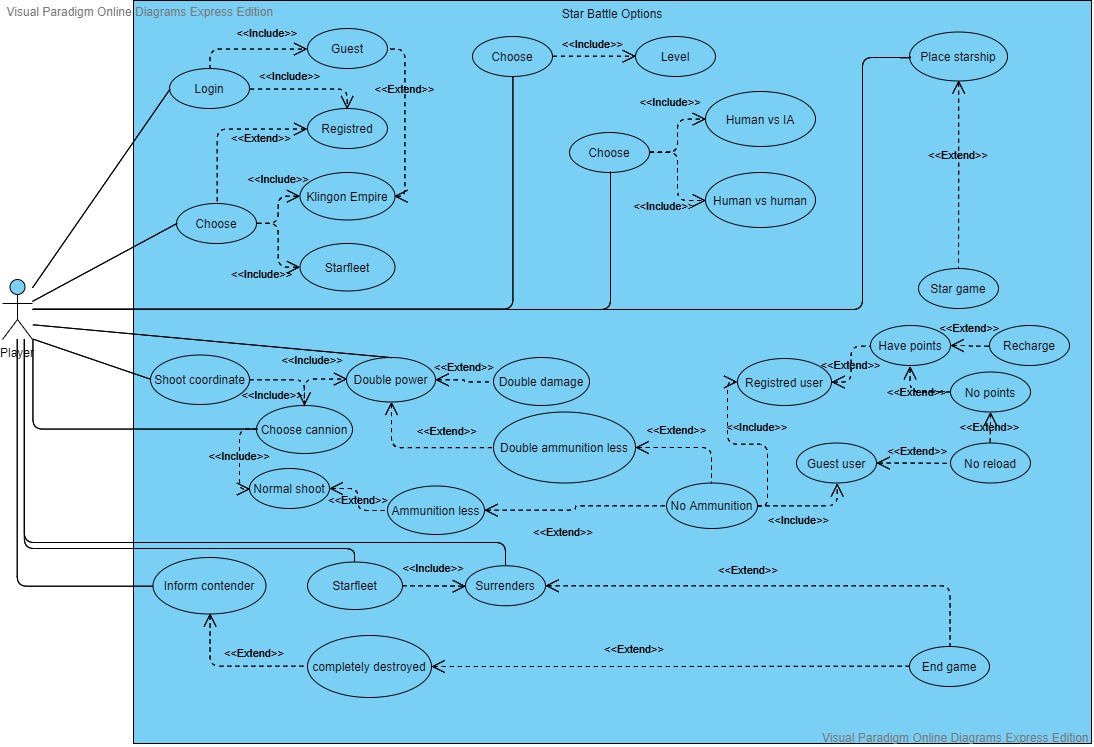 Visual Paradigm Online Diagrams Express Edition
Star Battle Options
<<Include>>
Guest
Choose
<<Include>>
Level
Place starship
Login
<<Include>>
<<Extend>>
<<Include>>
Human vs IA
<<Extend>>
Registred
Choose
<<Extend>>
<<Include>>
Klingon Empire
<<Include>>
Human vs human
Choose
<<Include>>
Starfleet
Star game
Player
<<Extend>>
Have points
Recharge
Shoot coordinate
<<Include>>
Double power
<<Extend>>
Double damage
Registred user
<<Extend>>
<<Include>>
<<Extend>>
No points
Choose cannion
<<Extend>>
<<Extend>>
<<Include>>
<<Extend>>
Double ammunition less
<<Include>>
Guest user
<<Extend>>
No reload
Normal shoot
<<Extend>>
Ammunition less
No Ammunition
<<Extend>>
<<Include>>
Inform contender
Starfleet
<<Include>>
Surrenders
<<Extend>>
<<Extend>>
completely destroyed
<<Extend>>
End game
Visual Paradigm Online Diagrams Express Edition